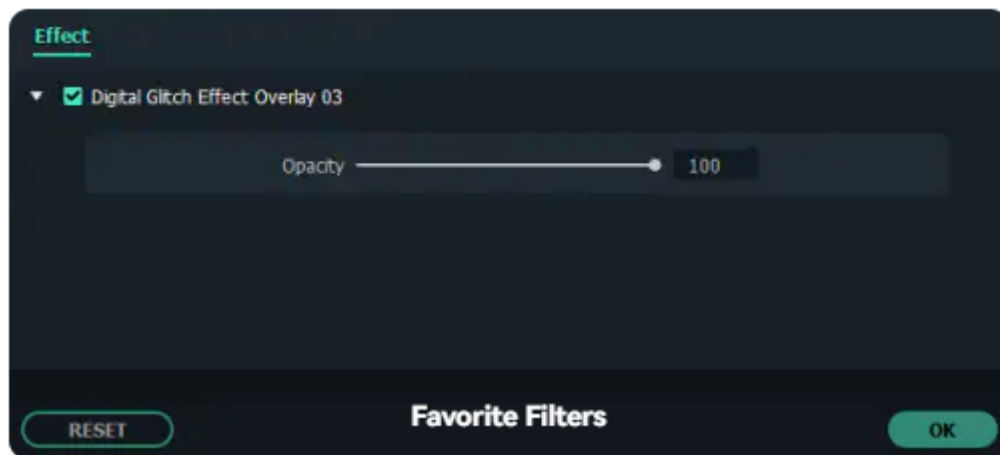 Effect
Digital Glitch Effect Overlay 03
Opacity 100
RESET Favorite Filters OK